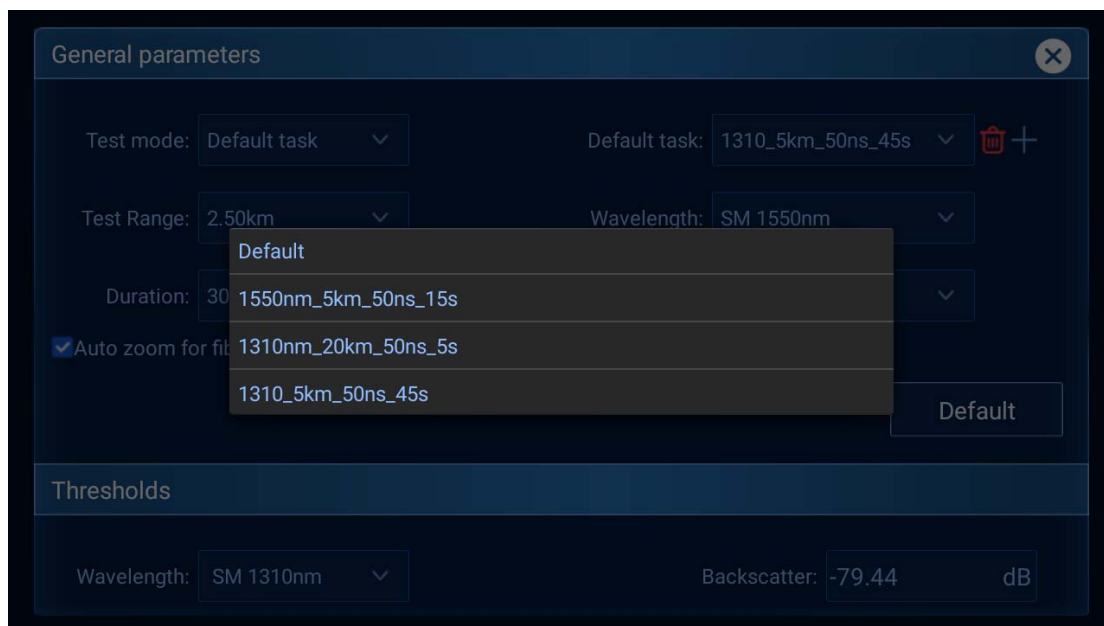 General parameters
Test mode: Default task
Default task: 1310_5km_50ns_45s
Test Range: 2.50km
Wavelength: SM 1550nm
Default
Duration: 30
1550nm_5km_50ns_15s
Auto zoom for
1310nm_20km_50ns_5s
1310_5km_50ns_45s
Default
Thresholds
Wavelength: SM 1310nm
Backscatter: -79.44 dB